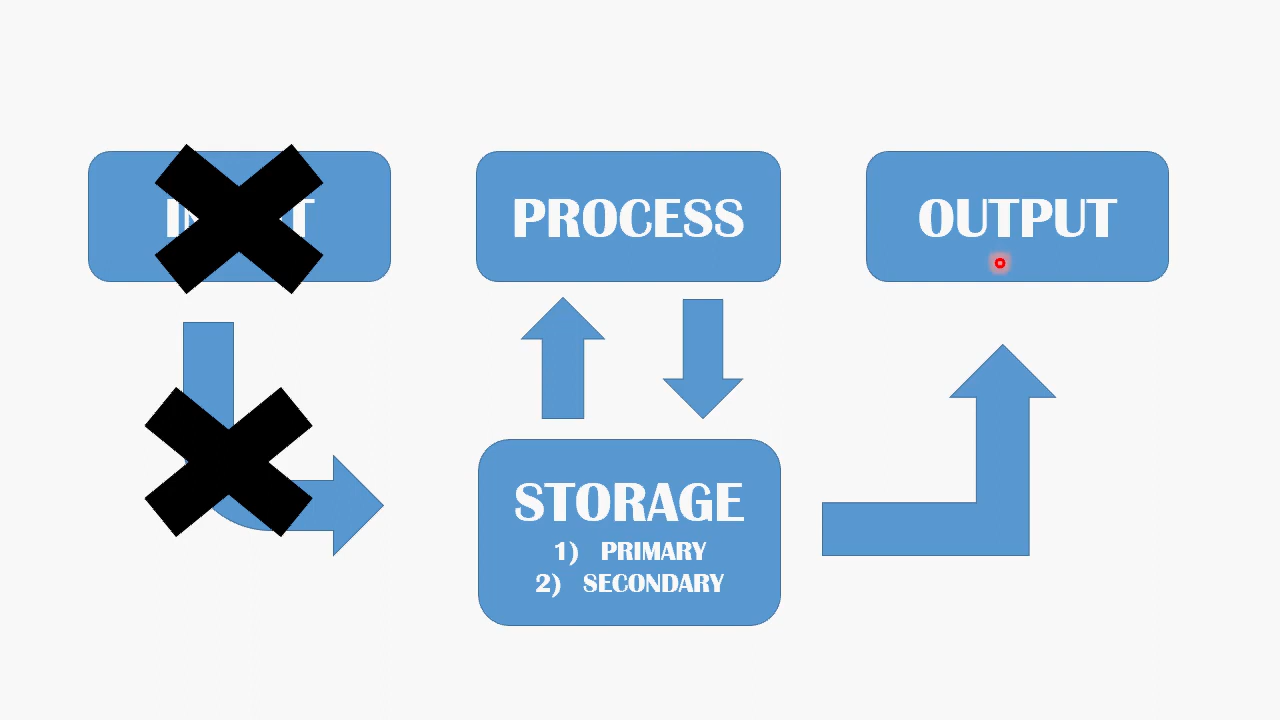 PROCESS
OUTPUT
STORAGE
1) PRIMARY
2) SECONDARY